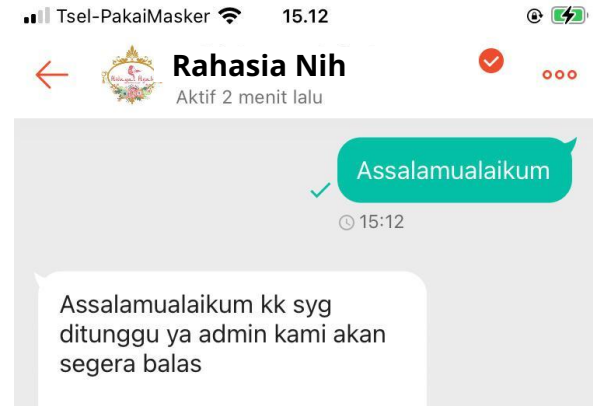 Tsel-PakaiMasker 15.12
Rahasia Nih
Aktif 2 menit lalu
Assalamualaikum
15:12
Assalamualaikum kk syg
ditunggu ya admin kami akan
segera balas